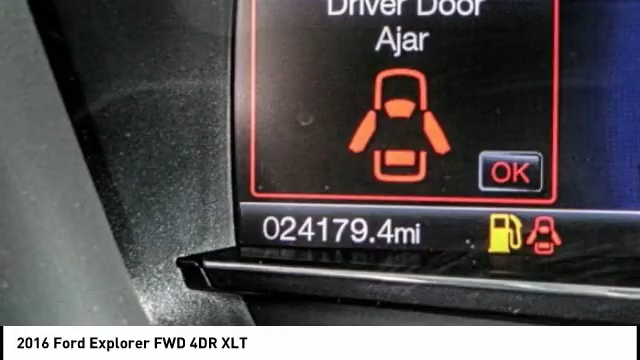 Driver Door
Ajar
OK
024179.4mi
2016 Ford Explorer FWD 4DR XLT